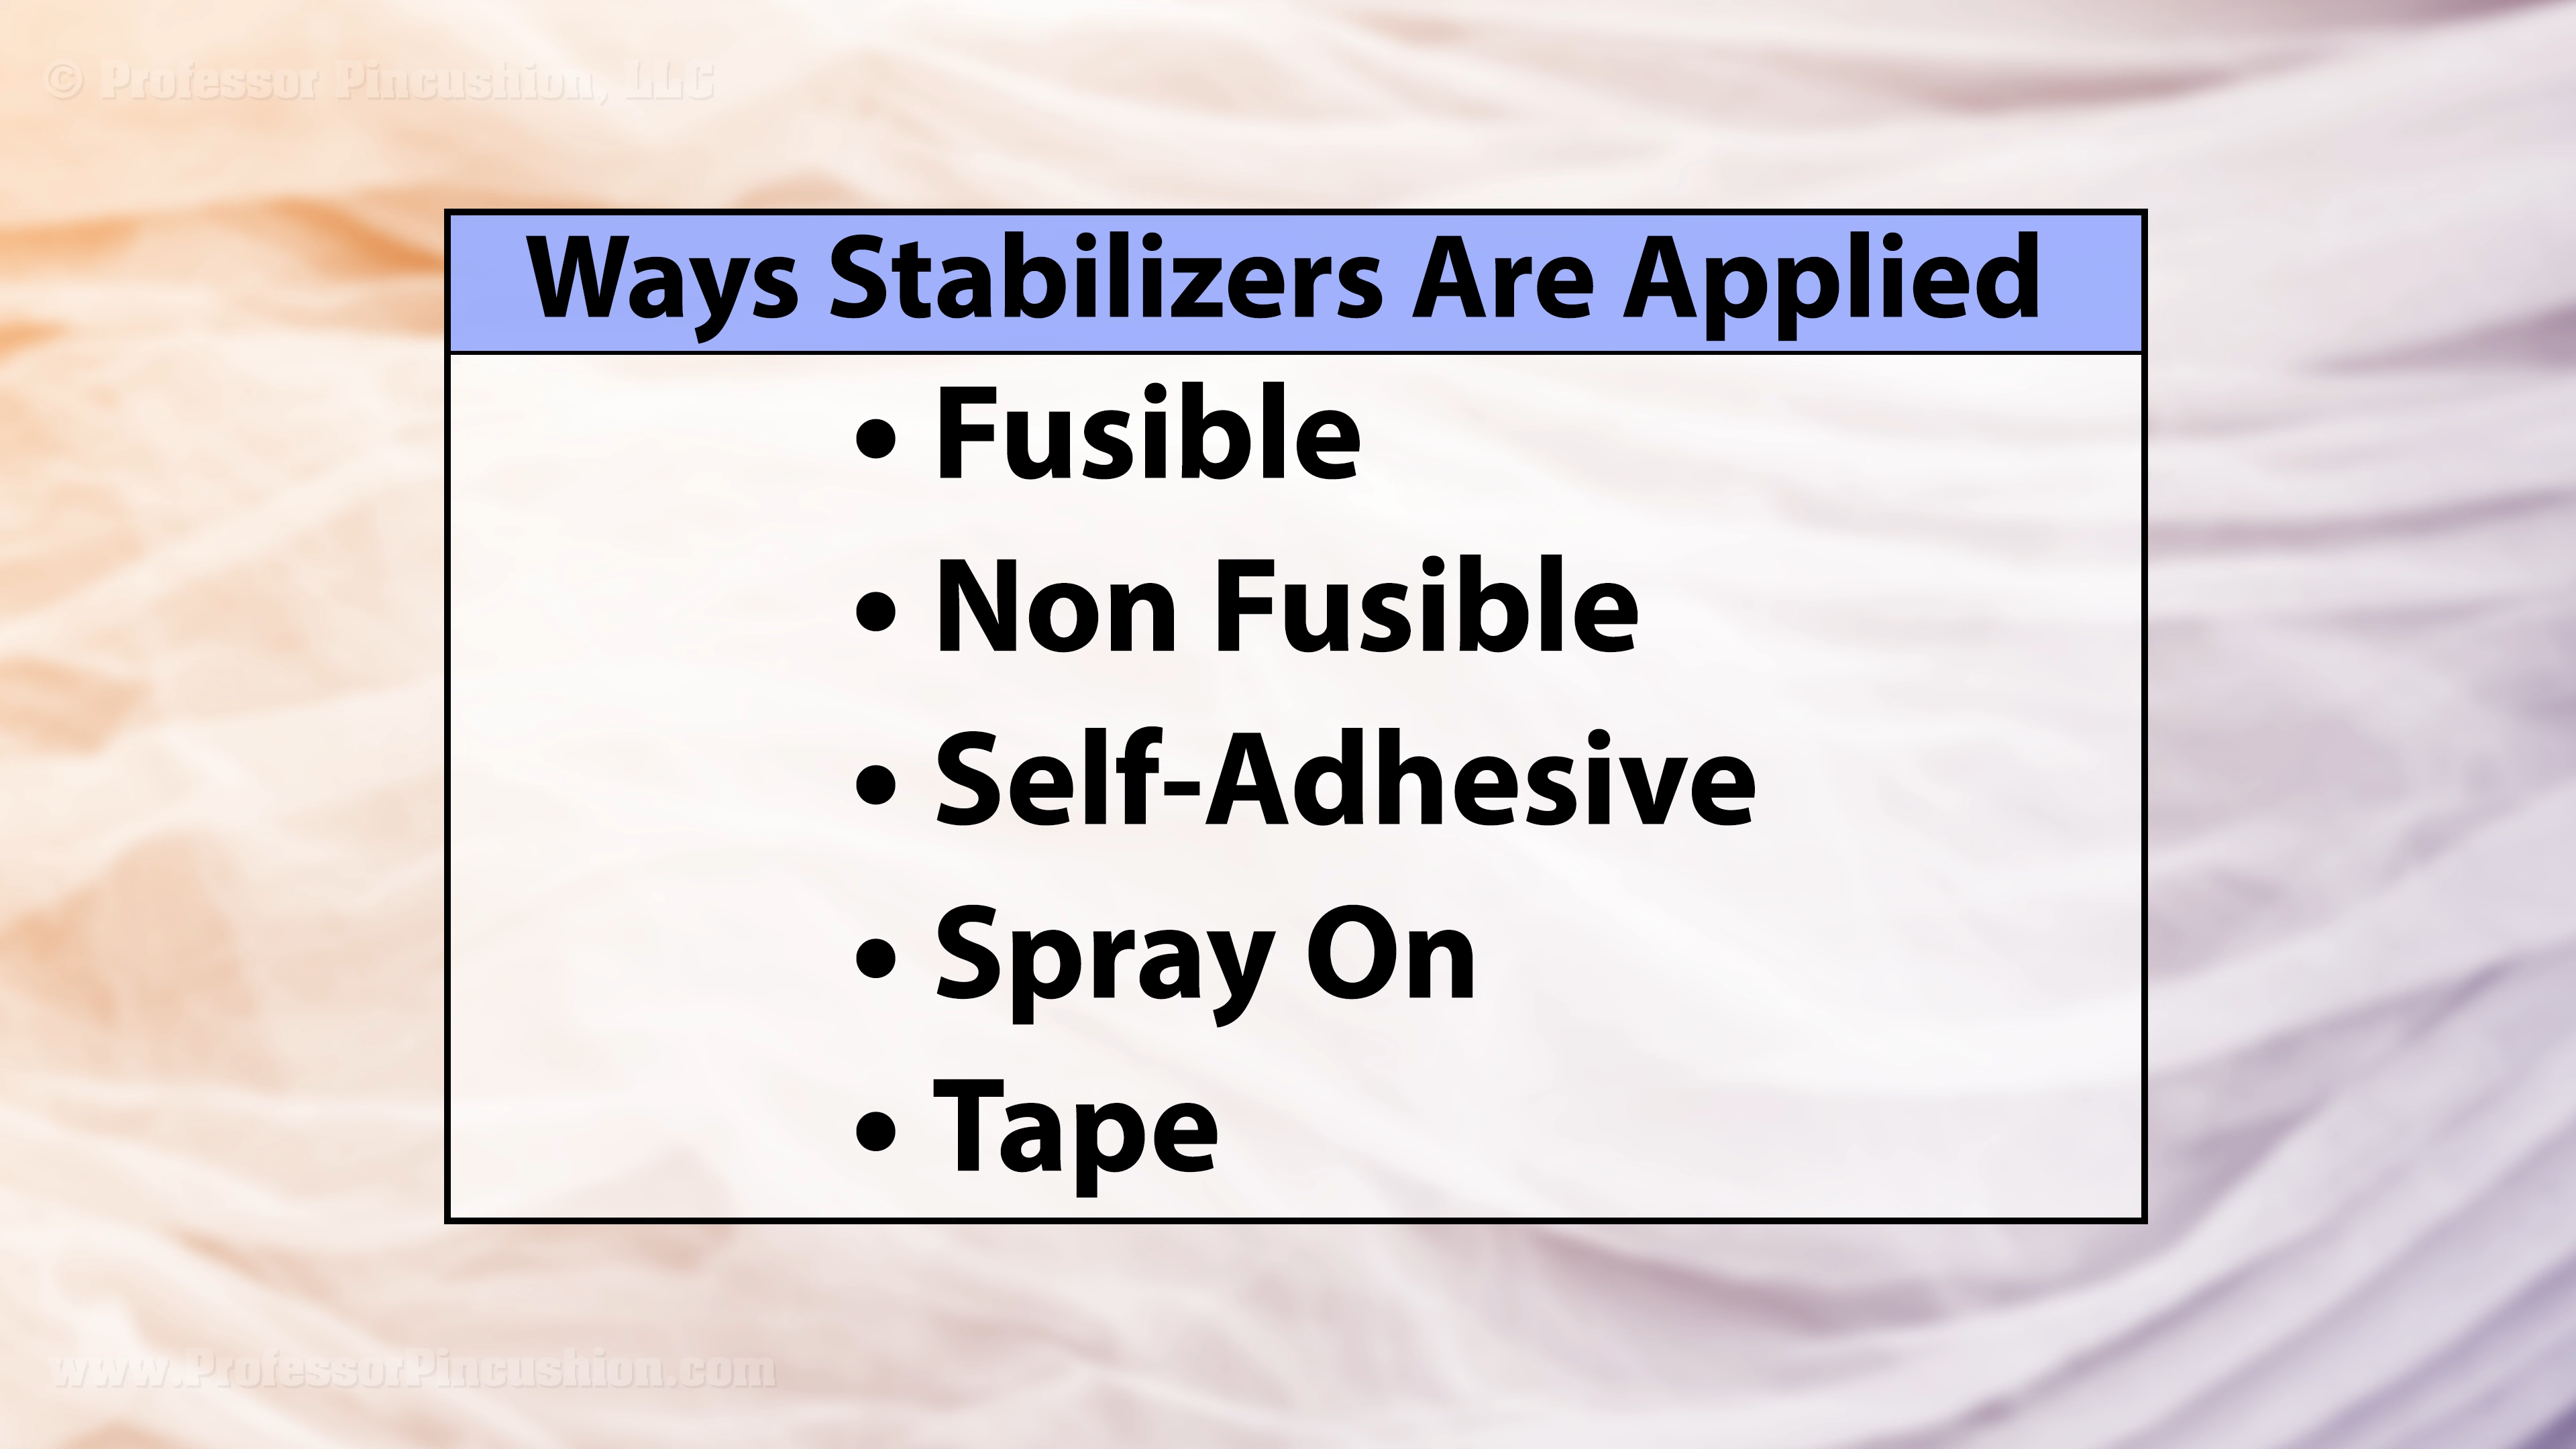 © Professor Pincushion, LLC
Ways Stabilizers Are Applied
• Fusible
• Non Fusible
• Self-Adhesive
• Spray On
• Tape
www.ProfessorPincushion.com